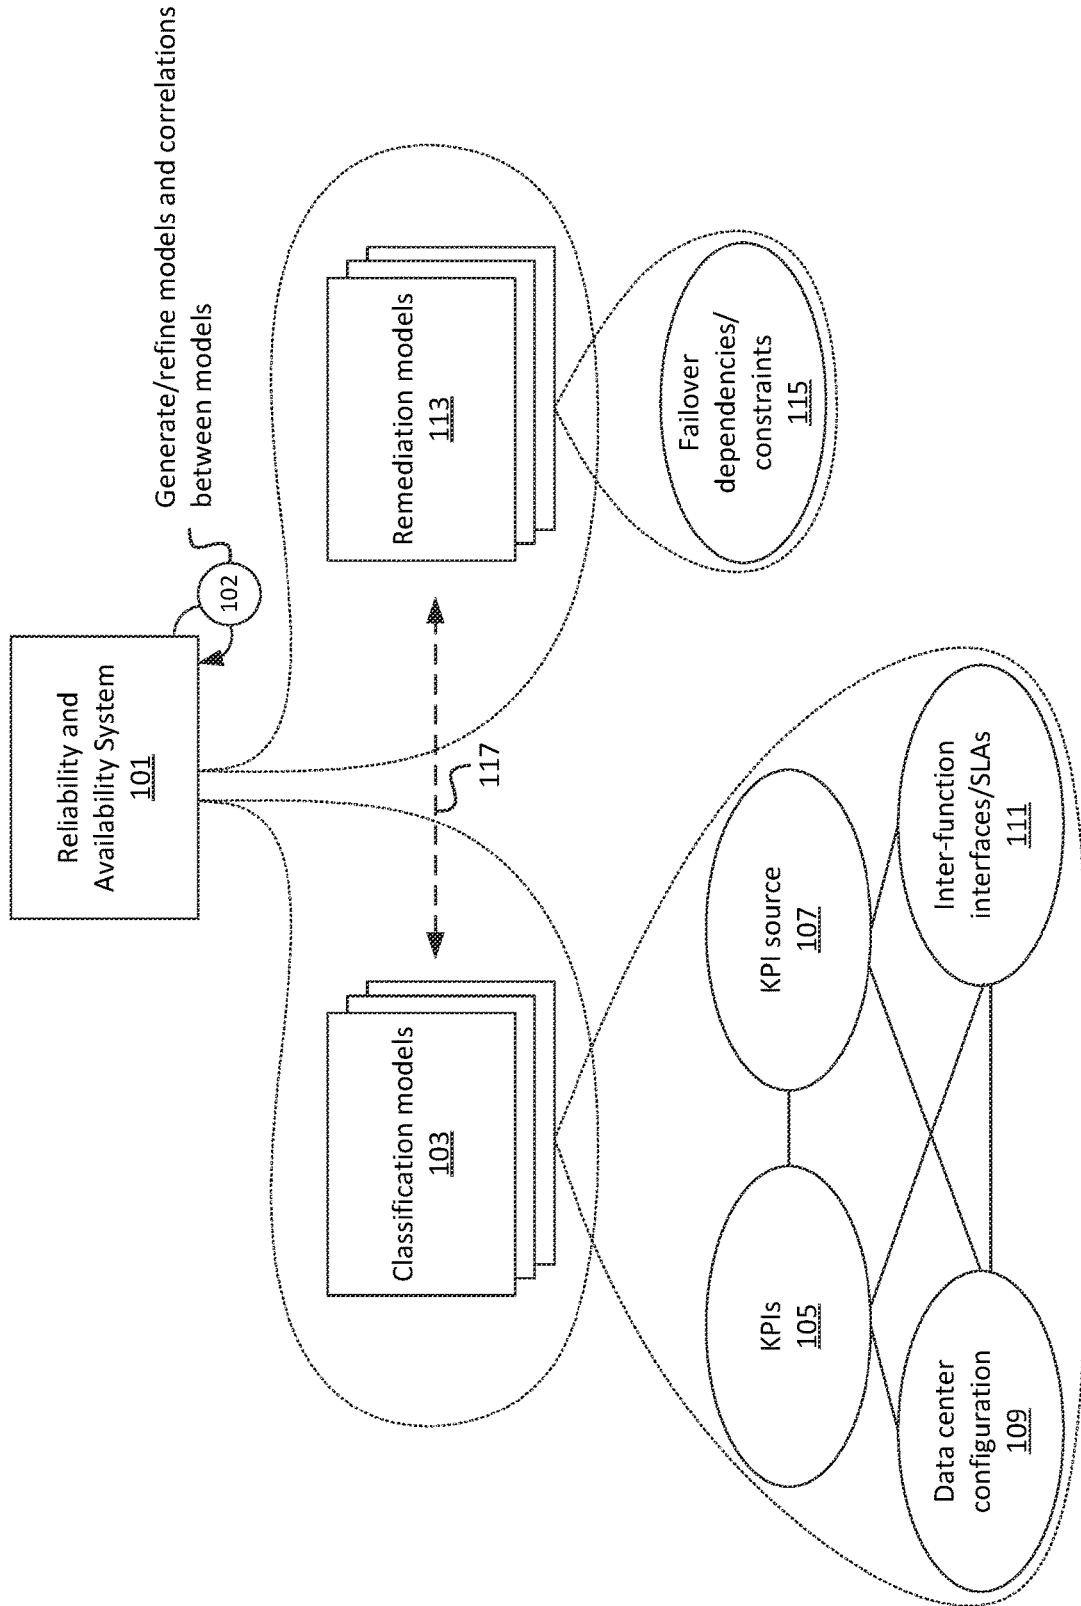 Reliability and
Availability System
101
102
Generate/refine models and correlations
between models
Classification models
103
117
Remediation models
113
KPIs
105
KPI source
107
Data center
configuration
109
Inter-function
interfaces/SLAs
111
Failover
dependencies/
constraints
115